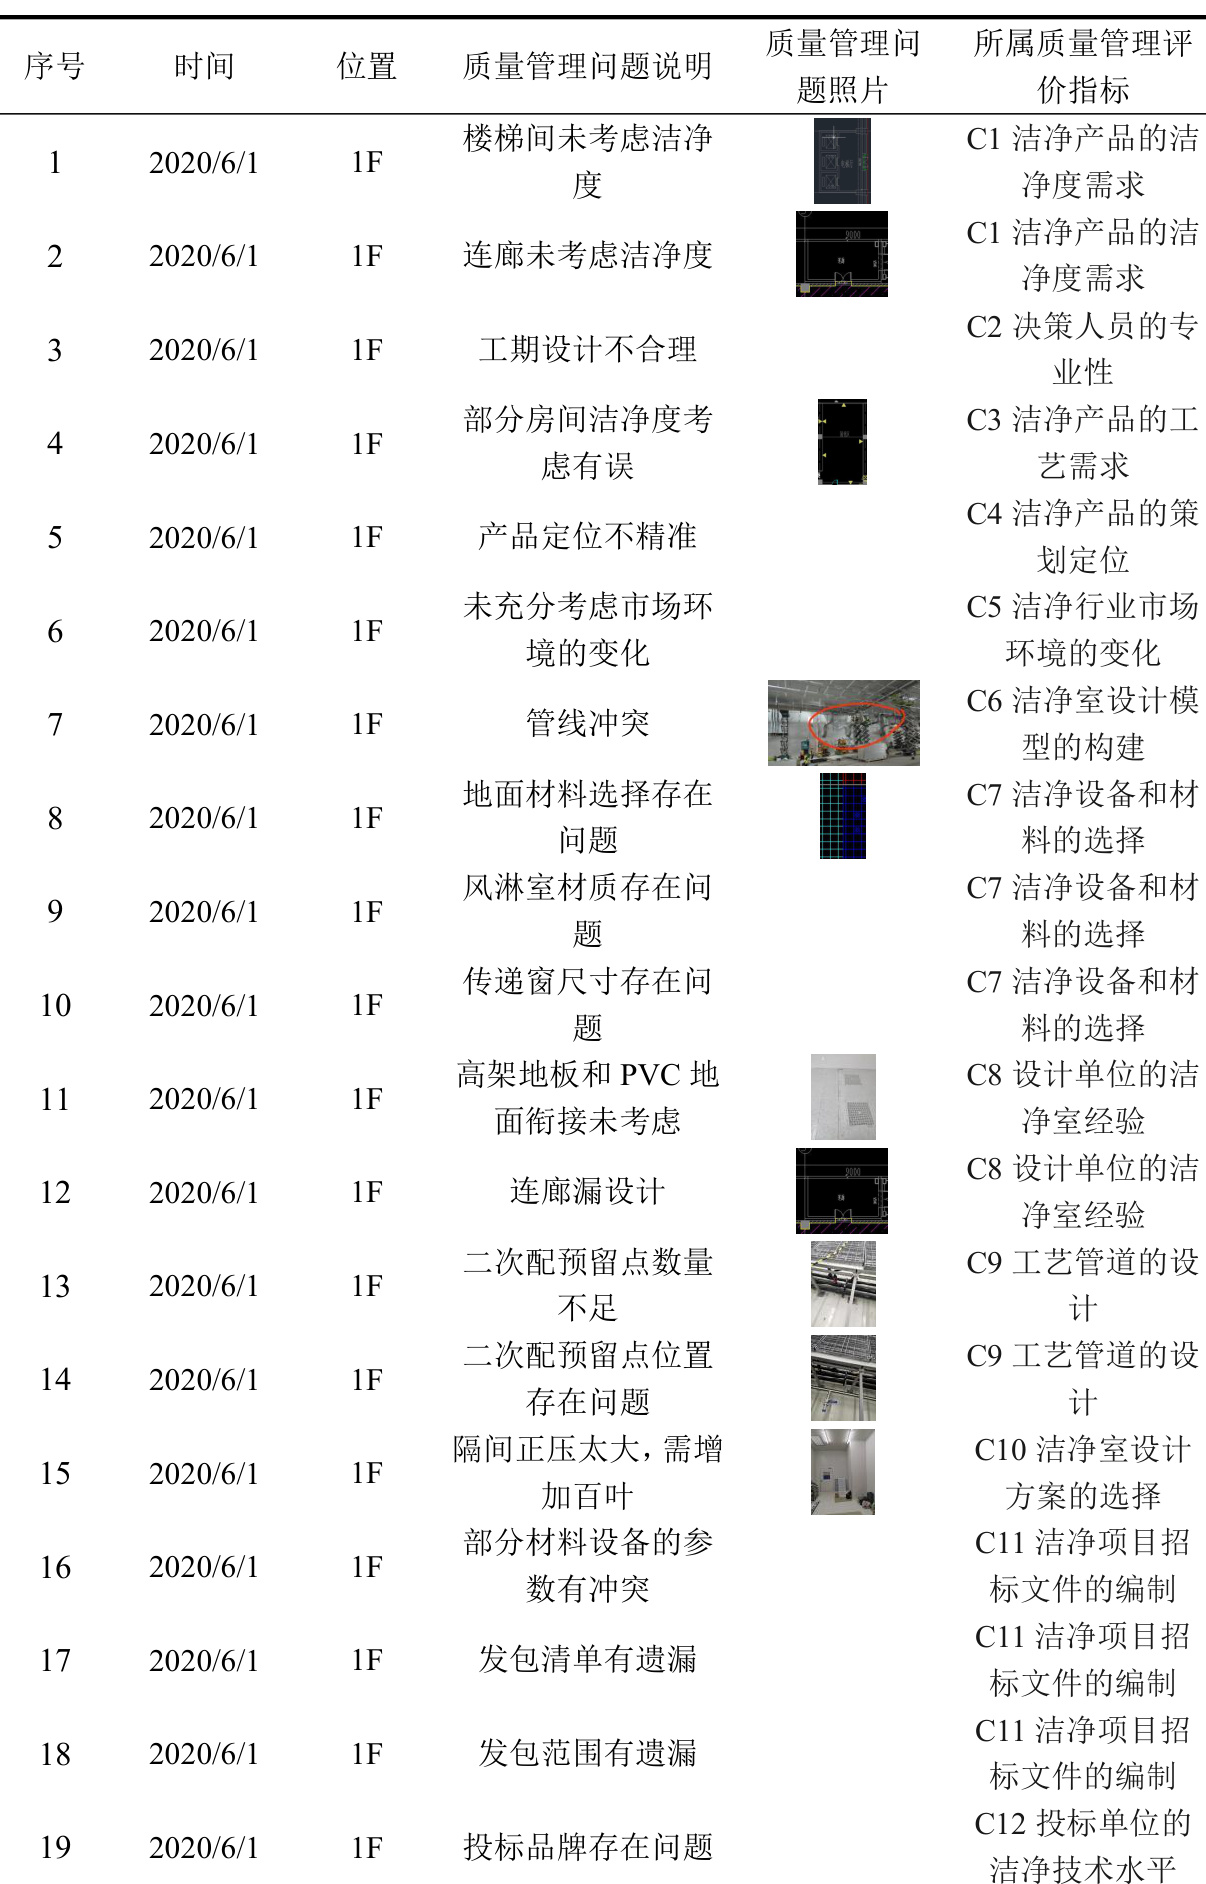 序号 时间 位置 质量管理问题说明 质量管理问 所属质量管理评
题照片 价指标
1 2020/6/1 1F 楼梯间未考虑洁净 C1 洁净产品的洁
度 净度需求
2 2020/6/1 1F 连廊未考虑洁净度 C1 洁净产品的洁
净度需求
9000
3 2020/6/1 1F 工期设计不合理 C2 决策人员的专
业性
4 2020/6/1 1F 部分房间洁净度考 C3 洁净产品的工
虑有误 艺需求
5 2020/6/1 1F 产品定位不精准 C4 洁净产品的策
划定位
6 2020/6/1 1F 未充分考虑市场环 C5 洁净行业市场
境的变化 环境的变化
7 2020/6/1 1F 管线冲突 C6 洁净室设计模
型的构建
8 2020/6/1 1F 地面材料选择存在 C7 洁净设备和材
问题 料的选择
9 2020/6/1 1F 风淋室材质存在问 C7 洁净设备和材
题 料的选择
10 2020/6/1 1F 传递窗尺寸存在问 C7 洁净设备和材
题 料的选择
11 2020/6/1 1F 高架地板和 PVC 地 C8 设计单位的洁
面衔接未考虑 净室经验
12 2020/6/1 1F 连廊漏设计 C8 设计单位的洁
净室经验
9000
13 2020/6/1 1F 二次配预留点数量 C9 工艺管道的设
不足 计
14 2020/6/1 1F 二次配预留点位置 C9 工艺管道的设
存在问题 计
15 2020/6/1 1F 隔间正压太大，需增 C10 洁净室设计
加百叶 方案的选择
16 2020/6/1 1F 部分材料设备的参 C11 洁净项目招
数有冲突 标文件的编制
17 2020/6/1 1F 发包清单有遗漏 C11 洁净项目招
标文件的编制
18 2020/6/1 1F 发包范围有遗漏 C11 洁净项目招
标文件的编制
19 2020/6/1 1F 投标品牌存在问题 C12 投标单位的
洁净技术水平